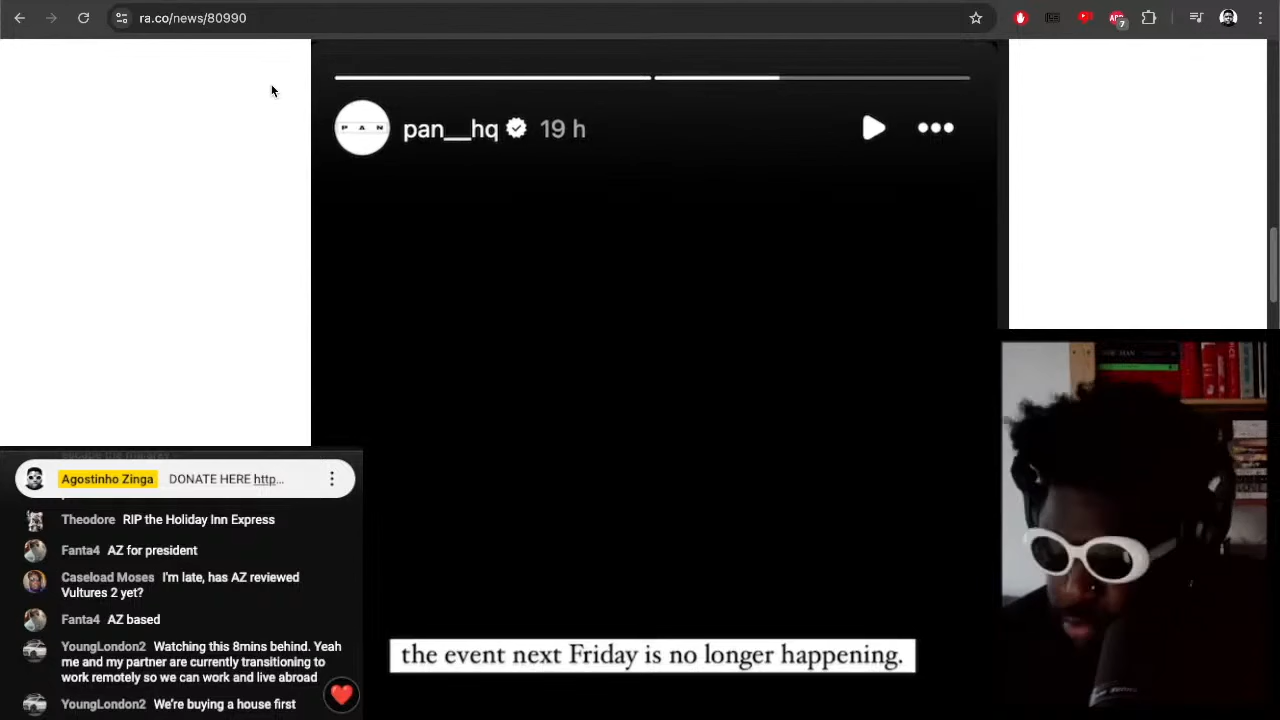 ra.co/news/80990
7
PAN
pan__hq 19 h
Agostinho Zinga DONATE HERE http...
Theodore RIP the Holiday Inn Express
Fanta4 AZ for president
Caseload Moses I'm late, has AZ reviewed
Vultures 2 yet?
Fanta4 AZ based
YoungLondon2 Watching this 8mins behind. Yeah
me and my partner are currently transitioning to
work remotely so we can work and live abroad
YoungLondon2 We're buying a house first
the event next Friday is no longer happening.